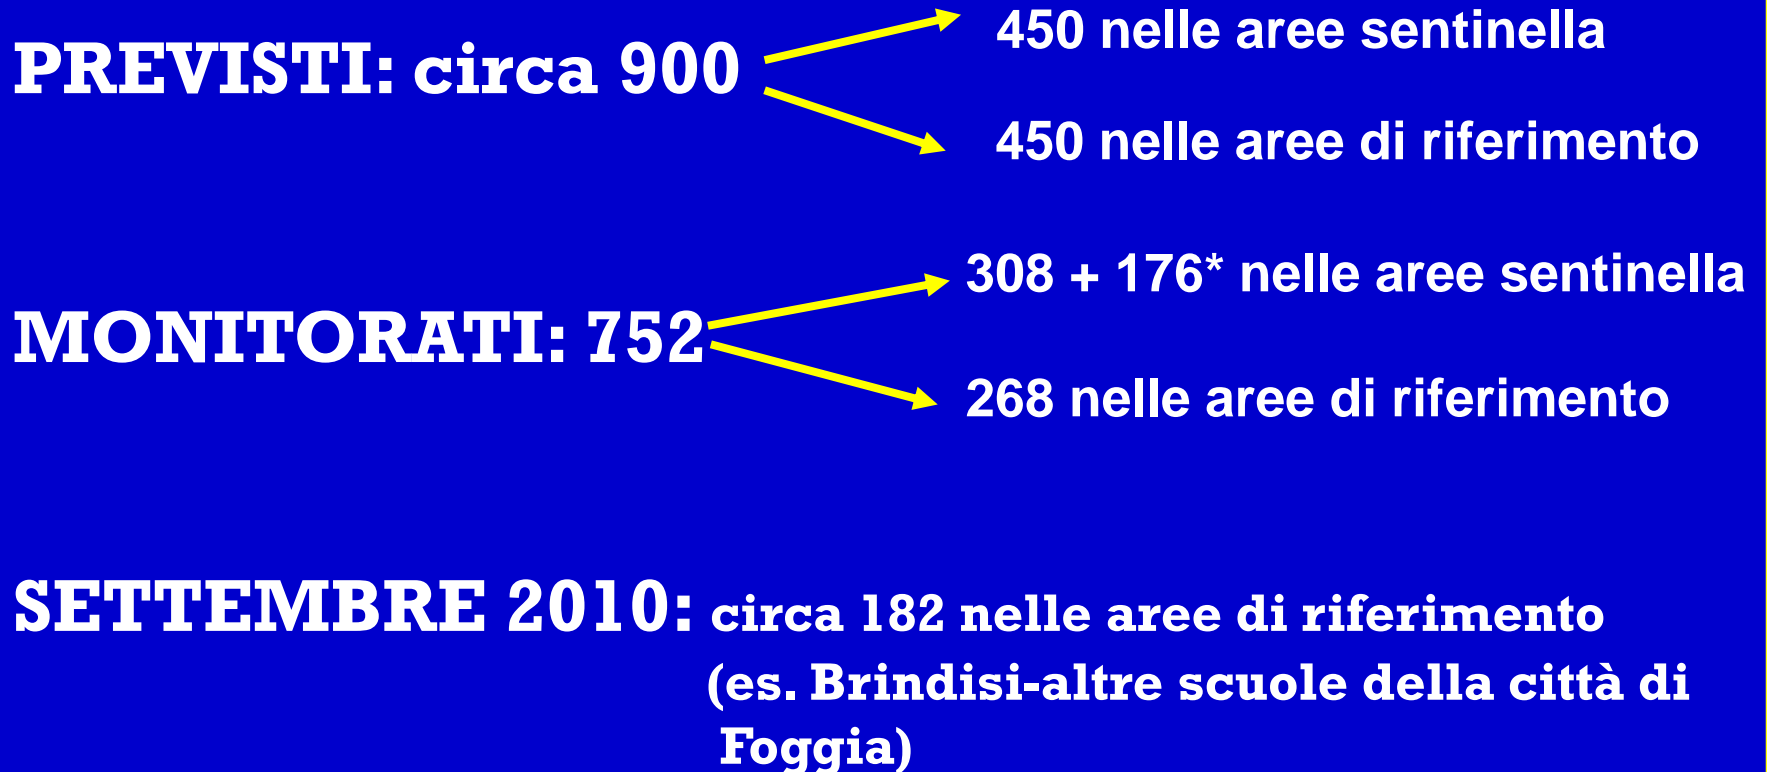 PREVISTI: circa 900
450 nelle aree sentinella
450 nelle aree di riferimento
MONITORATI: 752
308 + 176* nelle aree sentinella
268 nelle aree di riferimento
SETTEMBRE 2010: circa 182 nelle aree di riferimento
(es. Brindisi-altre scuole della città di
Foggia)